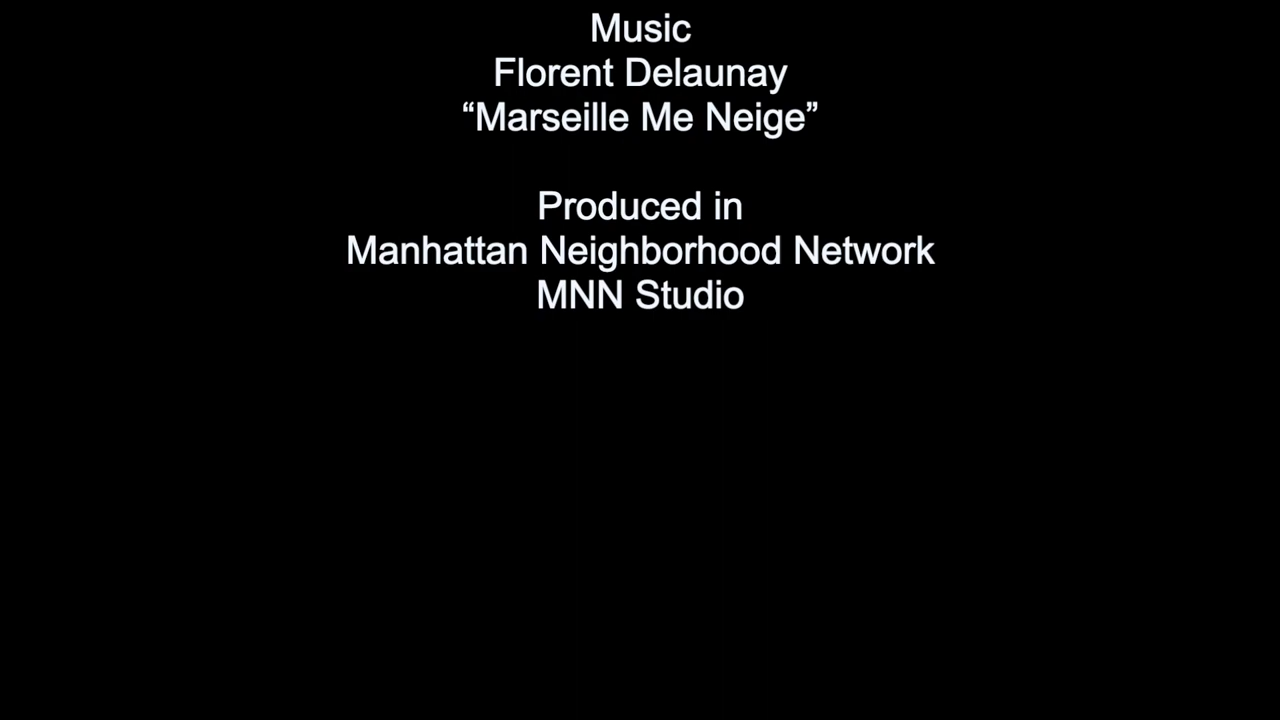 Music
Florent Delaunay
“Marseille Me Neige”
Produced in
Manhattan Neighborhood Network
MNN Studio